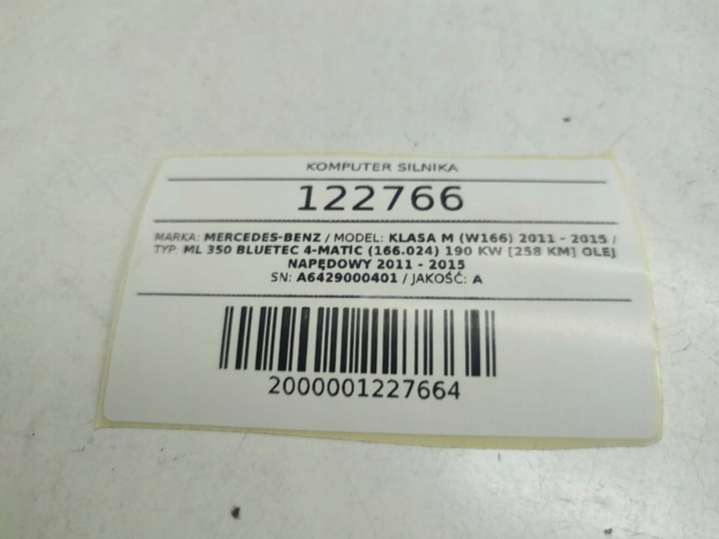 KOMPUTER SILNIKA
122766
MARKA: MERCEDES-BENZ / MODEL: KLASA M (W166) 2011 - 2015 /
TYP: ML 350 BLUETEC 4-MATIC (166.024) 190 KW [258 KM] OLEJ
NAPĘDOWY 2011 - 2015
SN: A6429000401 / JAKOŚĆ: A
2000001227664